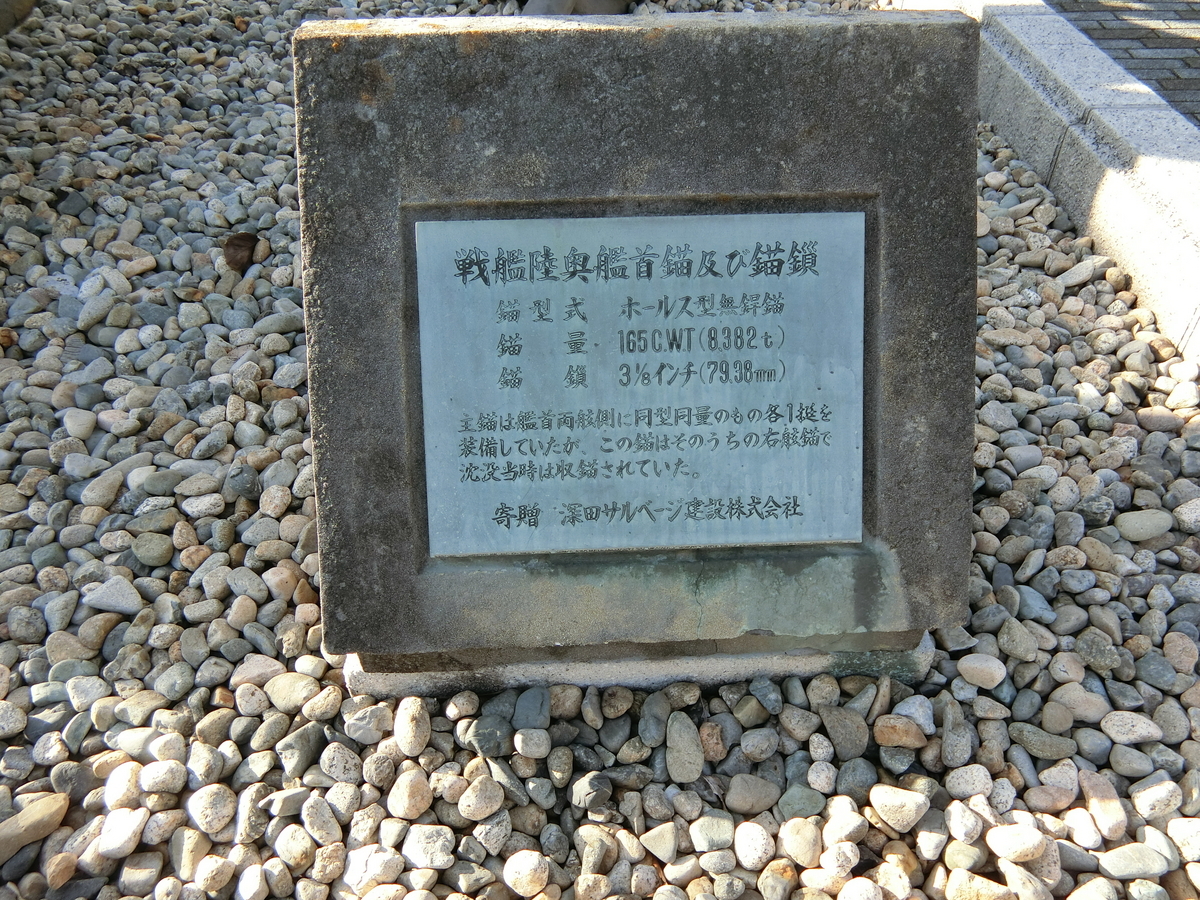 戦艦陸奥艦首錨及び錨鎖
錨型式 ホールス型無銲錨
錨量 165C.W.T(8.382t)
錨鎖 3⅛インチ(79.38mm)
主錨は艦首両舷側に同型同量のもの各1挺を
装備していたが、この錨はそのうちの右舷錨で
沈没当時は収錨されていた。
寄贈 深田サルベージ建設株式会社